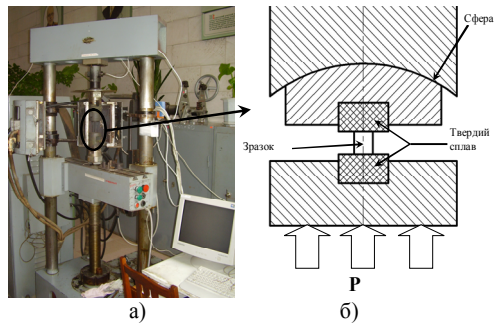 а)
Сфера
Твердий
сплав
Зразок
Р
б)